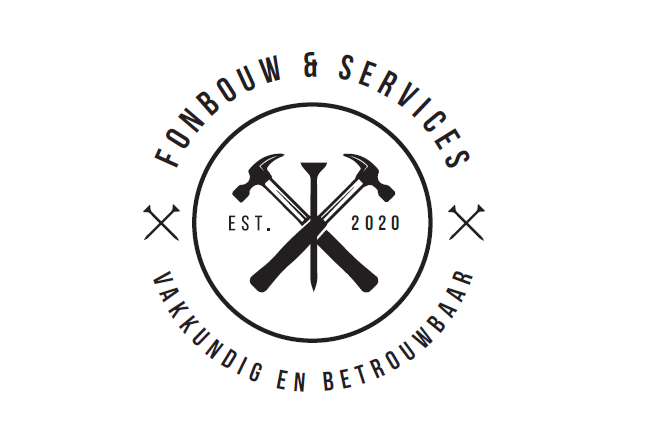 FONBOUW & SERVICES
EST. 2020
VAKKUNDIG EN BETROUWBAAR